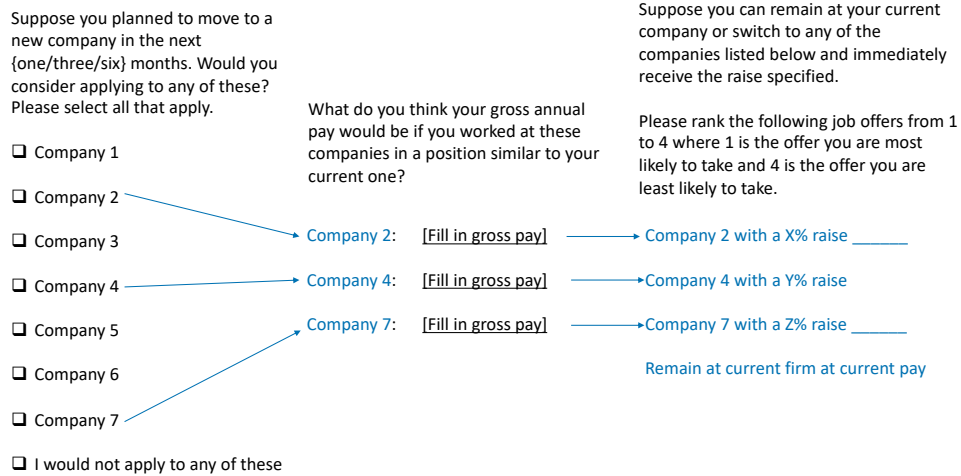 Suppose you planned to move to a
new company in the next
{one/three/six} months. Would you
consider applying to any of these?
Please select all that apply.
❑ Company 1
❑ Company 2
❑ Company 3
❑ Company 4
❑ Company 5
❑ Company 6
❑ Company 7
❑ I would not apply to any of these
What do you think your gross annual
pay would be if you worked at these
companies in a position similar to your
current one?
Company 2: [Fill in gross pay]
Company 4: [Fill in gross pay]
Company 7: [Fill in gross pay]
Suppose you can remain at your current
company or switch to any of the
companies listed below and immediately
receive the raise specified.
Please rank the following job offers from 1
to 4 where 1 is the offer you are most
likely to take and 4 is the offer you are
least likely to take.
Company 2 with a X% raise ______
Company 4 with a Y% raise
Company 7 with a Z% raise ______
Remain at current firm at current pay